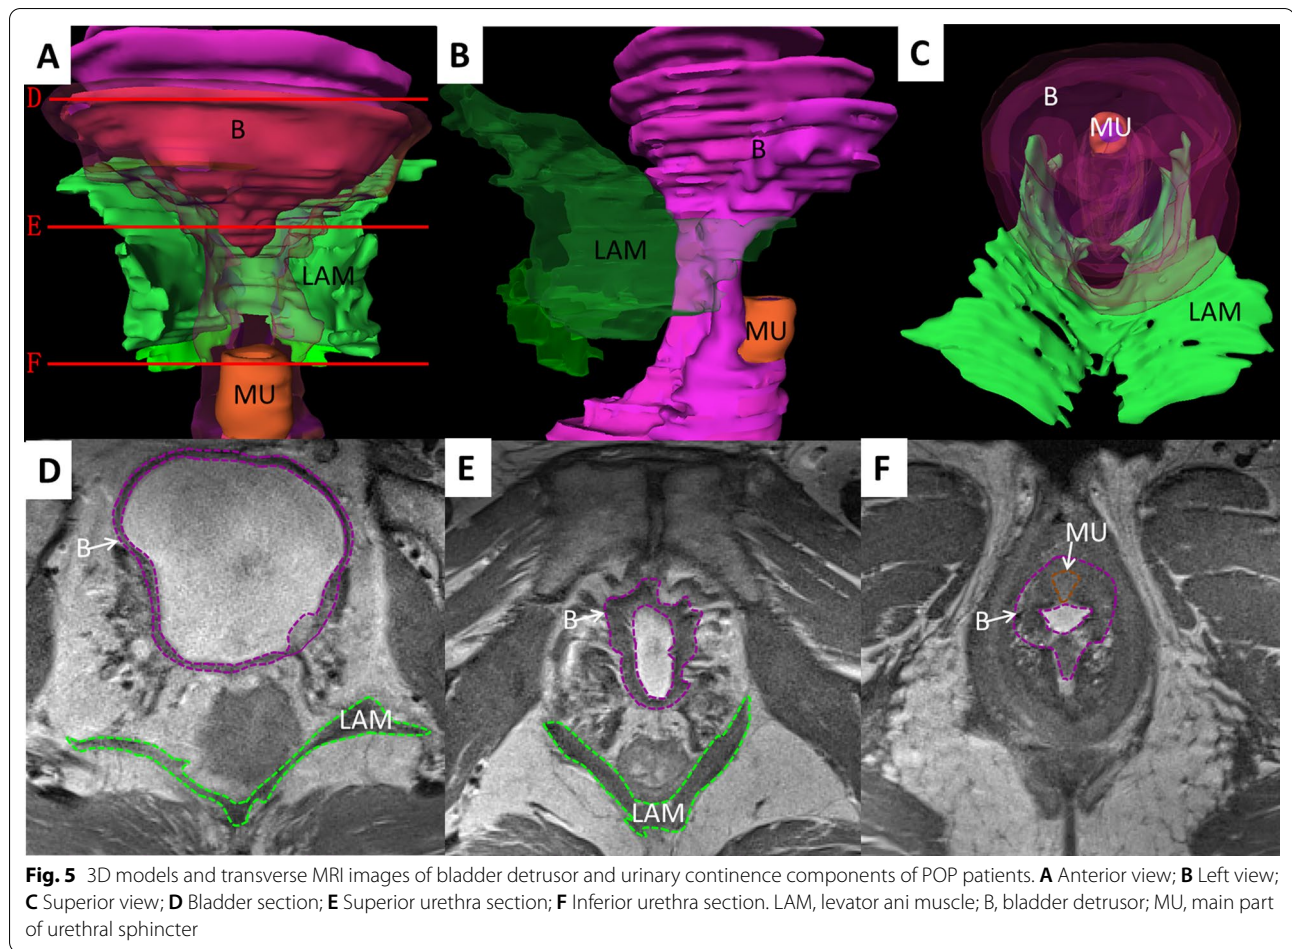 A
B
C
D
B
B
B
MU
E
LAM
LAM
MU
LAM
F
MU
D
E
F
B
LAM
B
LAM
MU
B
Fig. 5 3D models and transverse MRI images of bladder detrusor and urinary continence components of POP patients. A Anterior view; B Left view;
C Superior view; D Bladder section; E Superior urethra section; F Inferior urethra section. LAM, levator ani muscle; B, bladder detrusor; MU, main part
of urethral sphincter